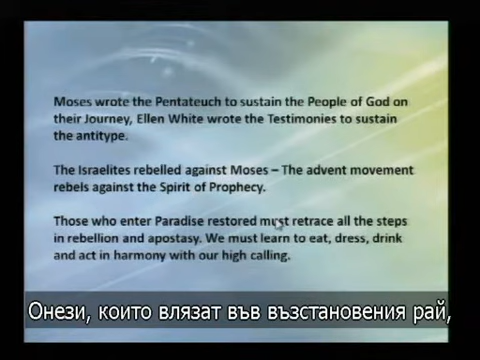 Moses wrote the Pentateuch to sustain the People of God on
their Journey, Ellen White wrote the Testimonies to sustain
the antitype.
The Israelites rebelled against Moses – The advent movement
rebels against the Spirit of Prophecy.
Those who enter Paradise restored must retrace all the steps
in rebellion and apostasy. We must learn to eat, dress, drink
and act in harmony with our high calling.
Онези, които влязат във възстановения рай,